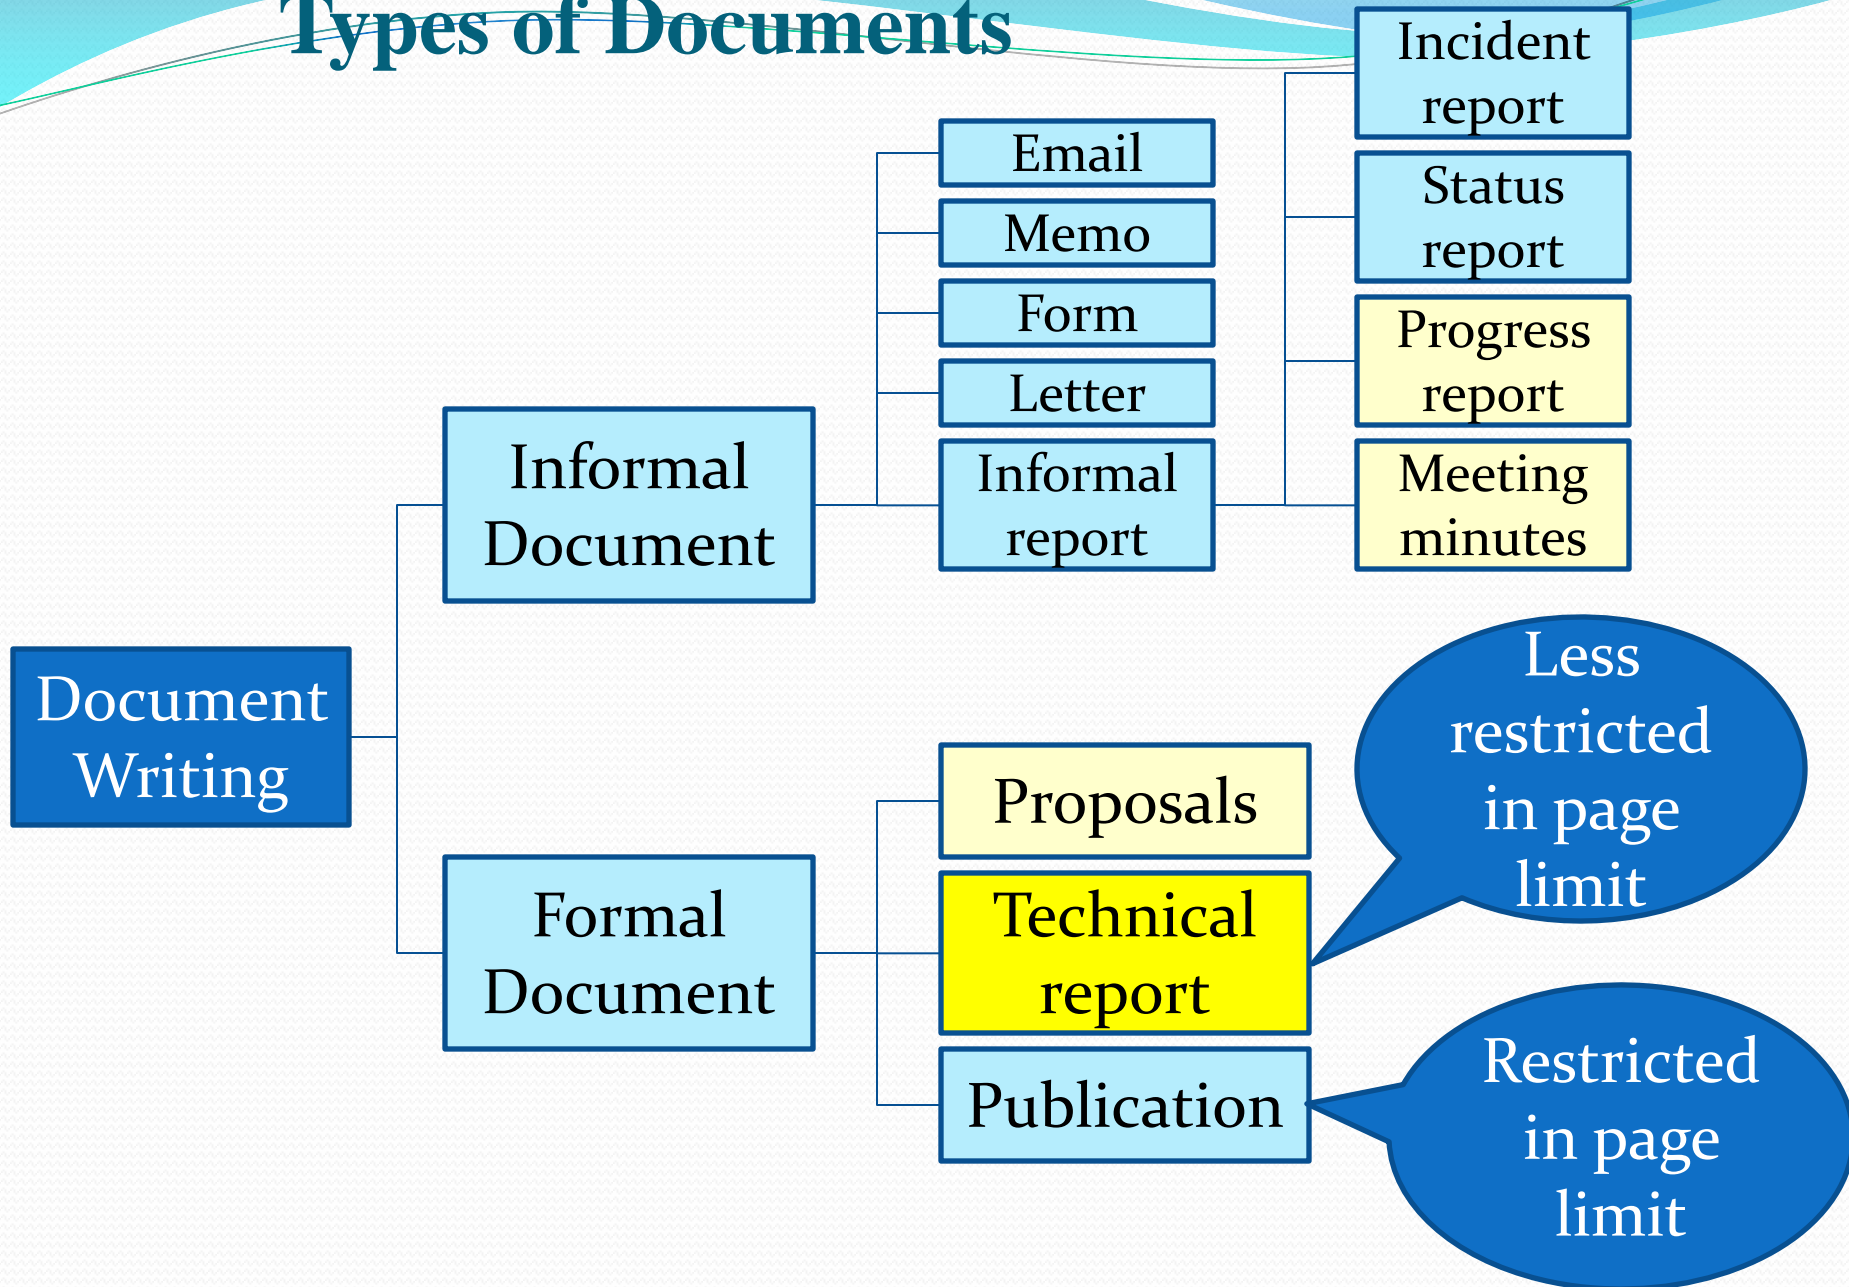 Types of Documents
Incident
report
Email
Status
report
Memo
Form
Progress
report
Letter
Informal
Document
Informal
report
Meeting
minutes
Document
Writing
Less
restricted
in page
limit
Proposals
Formal
Document
Technical
report
Publication
Restricted
in page
limit